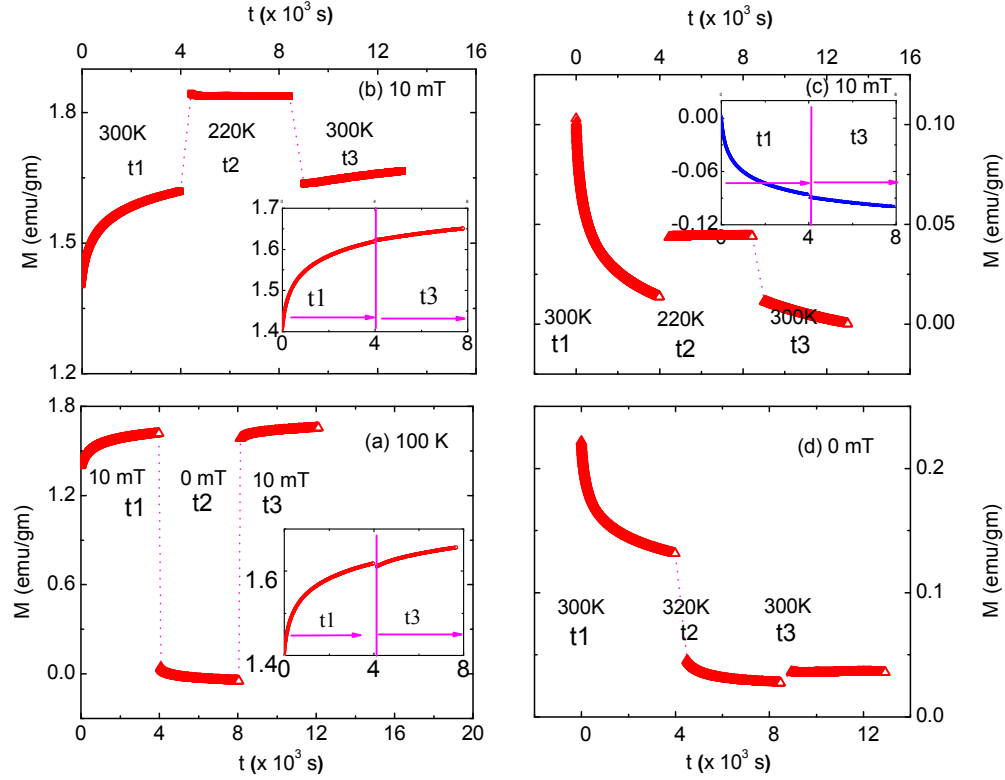 t (x 10³ s)
0 4 8 12 16
(b) 10 mT
1.8
1.5
1.2
M (emu/gm)
300K
t1
220K
t2
300K
t3
1.7
1.6
1.5
1.4
t1
t3
0 4 8
t (x 10³ s)
0 4 8 12 16
(c) 10 mT
0.10
0.05
0.00
M (emu/gm)
0.00
-0.06
-0.12
t1
t3
0 4 8
300K
t1
220K
t2
300K
t3
1.8
1.5
1.2
0.9
0.6
0.3
0.0
M (emu/gm)
(a) 100 K
10 mT
t1
0 mT
t2
10 mT
t3
1.6
1.4
t1
t3
0 4 8
0 4 8 12 16 20
t (x 10³ s)
(d) 0 mT
0.2
0.1
0.0
M (emu/gm)
300K
t1
320K
t2
300K
t3
0 4 8 12
t (x 10³ s)